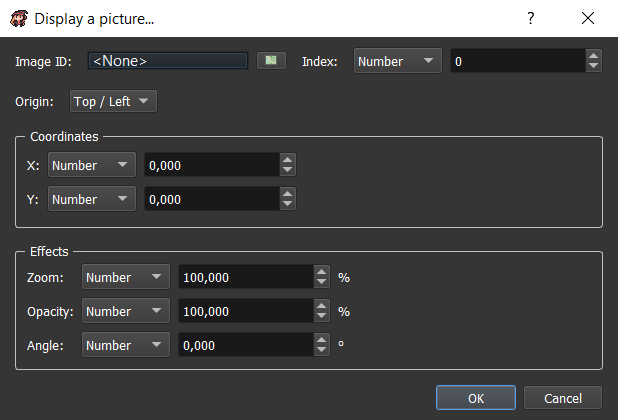 Display a picture...
Image ID: <None> Index: Number 0
Origin: Top / Left
Coordinates
X: Number 0,000
Y: Number 0,000
Effects
Zoom: Number 100,000 %
Opacity: Number 100,000 %
Angle: Number 0,000 °
OK Cancel